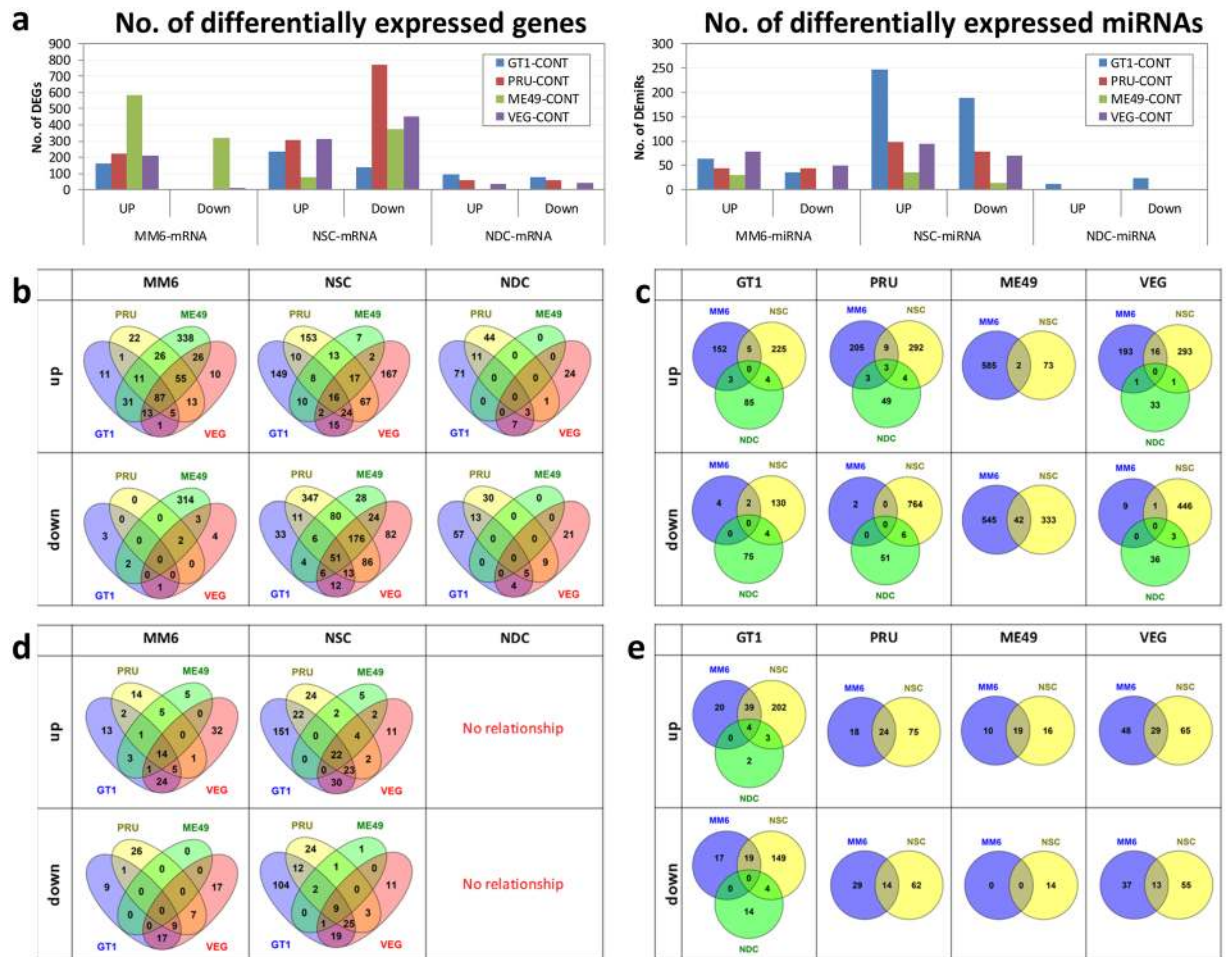 a
No. of differentially expressed genes
No. of DEGs
900
800
700
600
500
400
300
200
100
0
GT1-CONT
PRU-CONT
ME49-CONT
VEG-CONT
UP Down UP Down UP Down
MM6-mRNA NSC-mRNA NDC-mRNA
No. of differentially expressed miRNAs
No. of DEmiRs
300
250
200
150
100
50
0
GT1-CONT
PRU-CONT
ME49-CONT
VEG-CONT
UP Down UP Down UP Down
MM6-miRNA NSC-miRNA NDC-miRNA
b
MM6 NSC NDC
up
PRU ME49
22 338
1 26 26
11 11 55 10
31 87 13
13 5
1
GT1 VEG
PRU ME49
153 7
10 13 2
149 8 17 167
10 16 67
2 24
15
GT1 VEG
PRU ME49
44 0
11 0 0
71 0 0 24
0 0 1
0 3
7
GT1 VEG
down
PRU ME49
0 314
0 0 3
3 0 2 4
2 0 0
0 0
1
GT1 VEG
PRU ME49
347 28
11 80 24
33 6 176 82
4 51 86
6 13
12
GT1 VEG
PRU ME49
30 0
13 0 0
57 0 0 21
0 0 9
0 5
4
GT1 VEG
c
GT1 PRU ME49 VEG
up
MM6 NSC
152 5 225
0
3 4
85
NDC
MM6 NSC
205 9 292
3
3 4
49
NDC
MM6 NSC
585 2 73
MM6 NSC
193 16 293
0
1 1
33
NDC
down
MM6 NSC
4 2 130
0
0 4
75
NDC
MM6 NSC
2 0 764
0
0 6
51
NDC
MM6 NSC
545 42 333
MM6 NSC
9 1 446
0
0 3
36
NDC
d
MM6 NSC NDC
up
PRU ME49
14 5
2 5 0
13 1 0 32
3 14 1
1 5
24
GT1 VEG
PRU ME49
24 5
22 2 2
151 0 4 11
0 22 2
0 23
30
GT1 VEG
No relationship
down
PRU ME49
26 0
1 0 0
9 0 0 17
0 0 7
0 9
17
GT1 VEG
PRU ME49
24 1
12 1 0
104 2 0 11
0 9 3
1 25
19
GT1 VEG
No relationship
e
GT1 PRU ME49 VEG
up
MM6 NSC
20 39 202
4
0 3
2
NDC
MM6 NSC
18 24 75
MM6 NSC
10 19 16
MM6 NSC
48 29 65
down
MM6 NSC
17 19 149
0
0 4
14
NDC
MM6 NSC
29 14 62
MM6 NSC
0 0 14
MM6 NSC
37 13 55